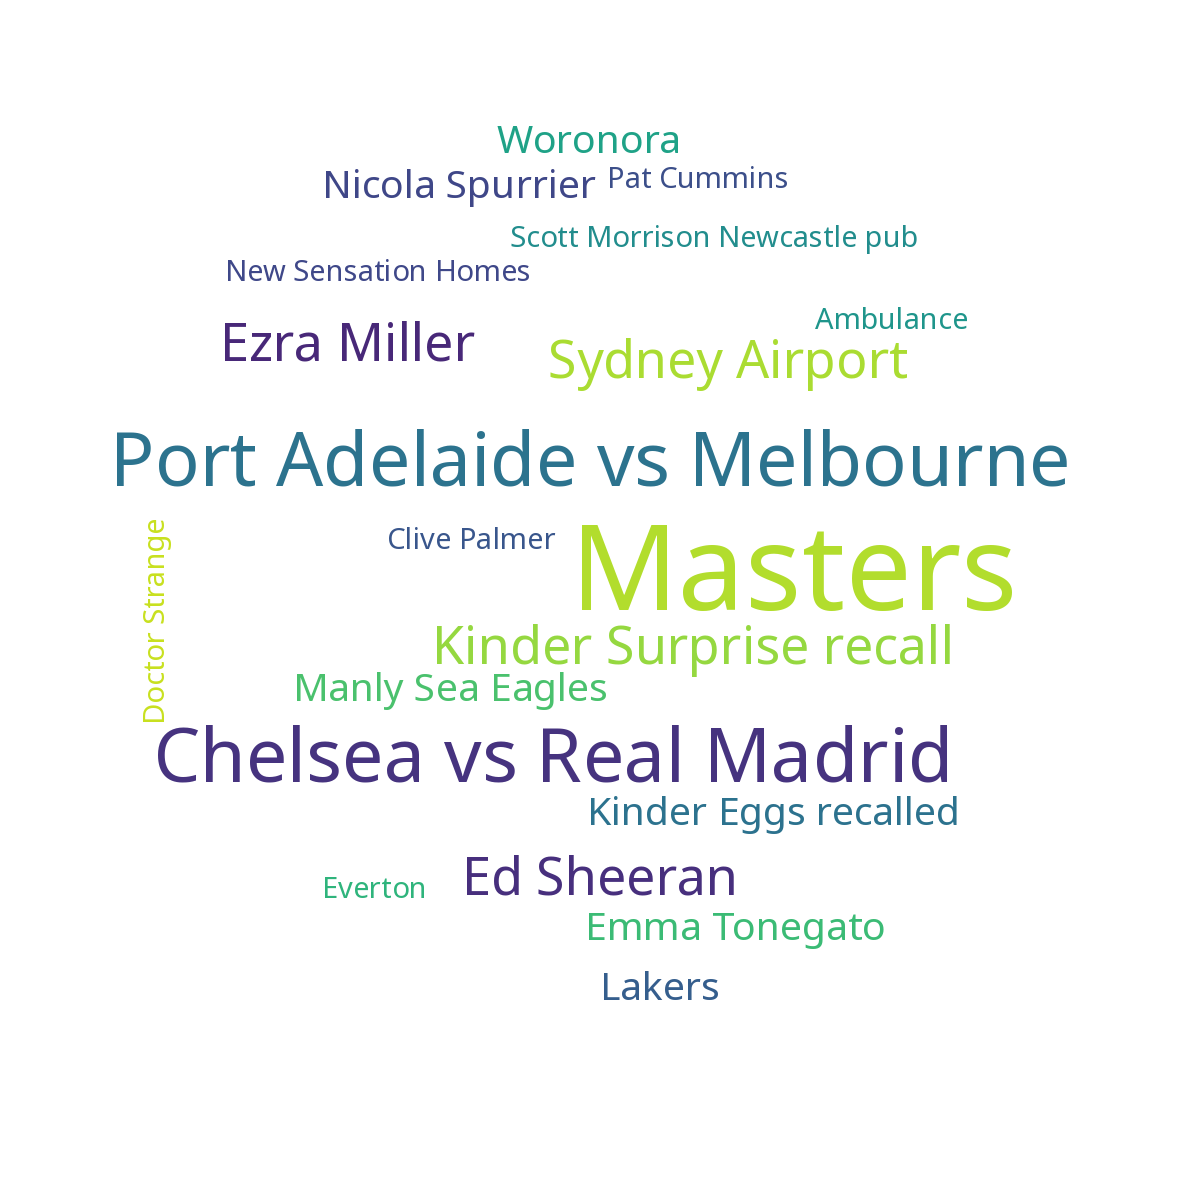 Woronora
Nicola Spurrier
Pat Cummins
Scott Morrison Newcastle pub
New Sensation Homes
Ambulance
Ezra Miller
Sydney Airport
Port Adelaide vs Melbourne
Doctor Strange
Clive Palmer
Masters
Kinder Surprise recall
Manly Sea Eagles
Chelsea vs Real Madrid
Kinder Eggs recalled
Ed Sheeran
Everton
Emma Tonegato
Lakers